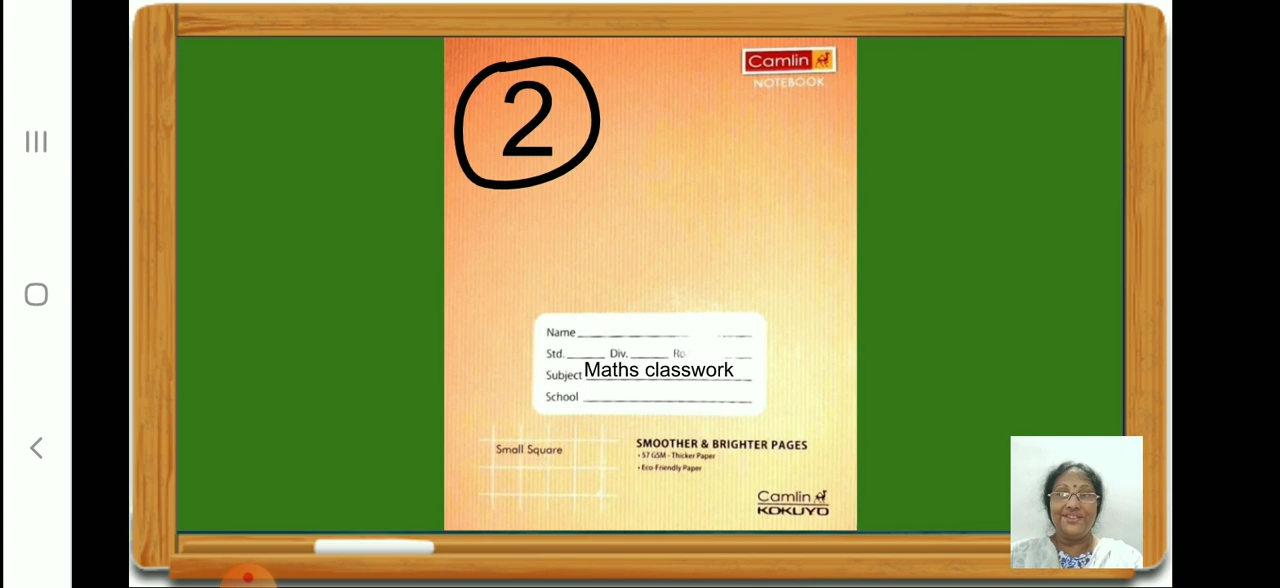 2
Camlin
NOTEBOOK
Name
Std. Div. Ro
Subject Maths classwork
School
Small Square
SMOOTHER & BRIGHTER PAGES
• 57 GSM - Thicker Paper
• Eco-Friendly Paper
Camlin
KOKUYO